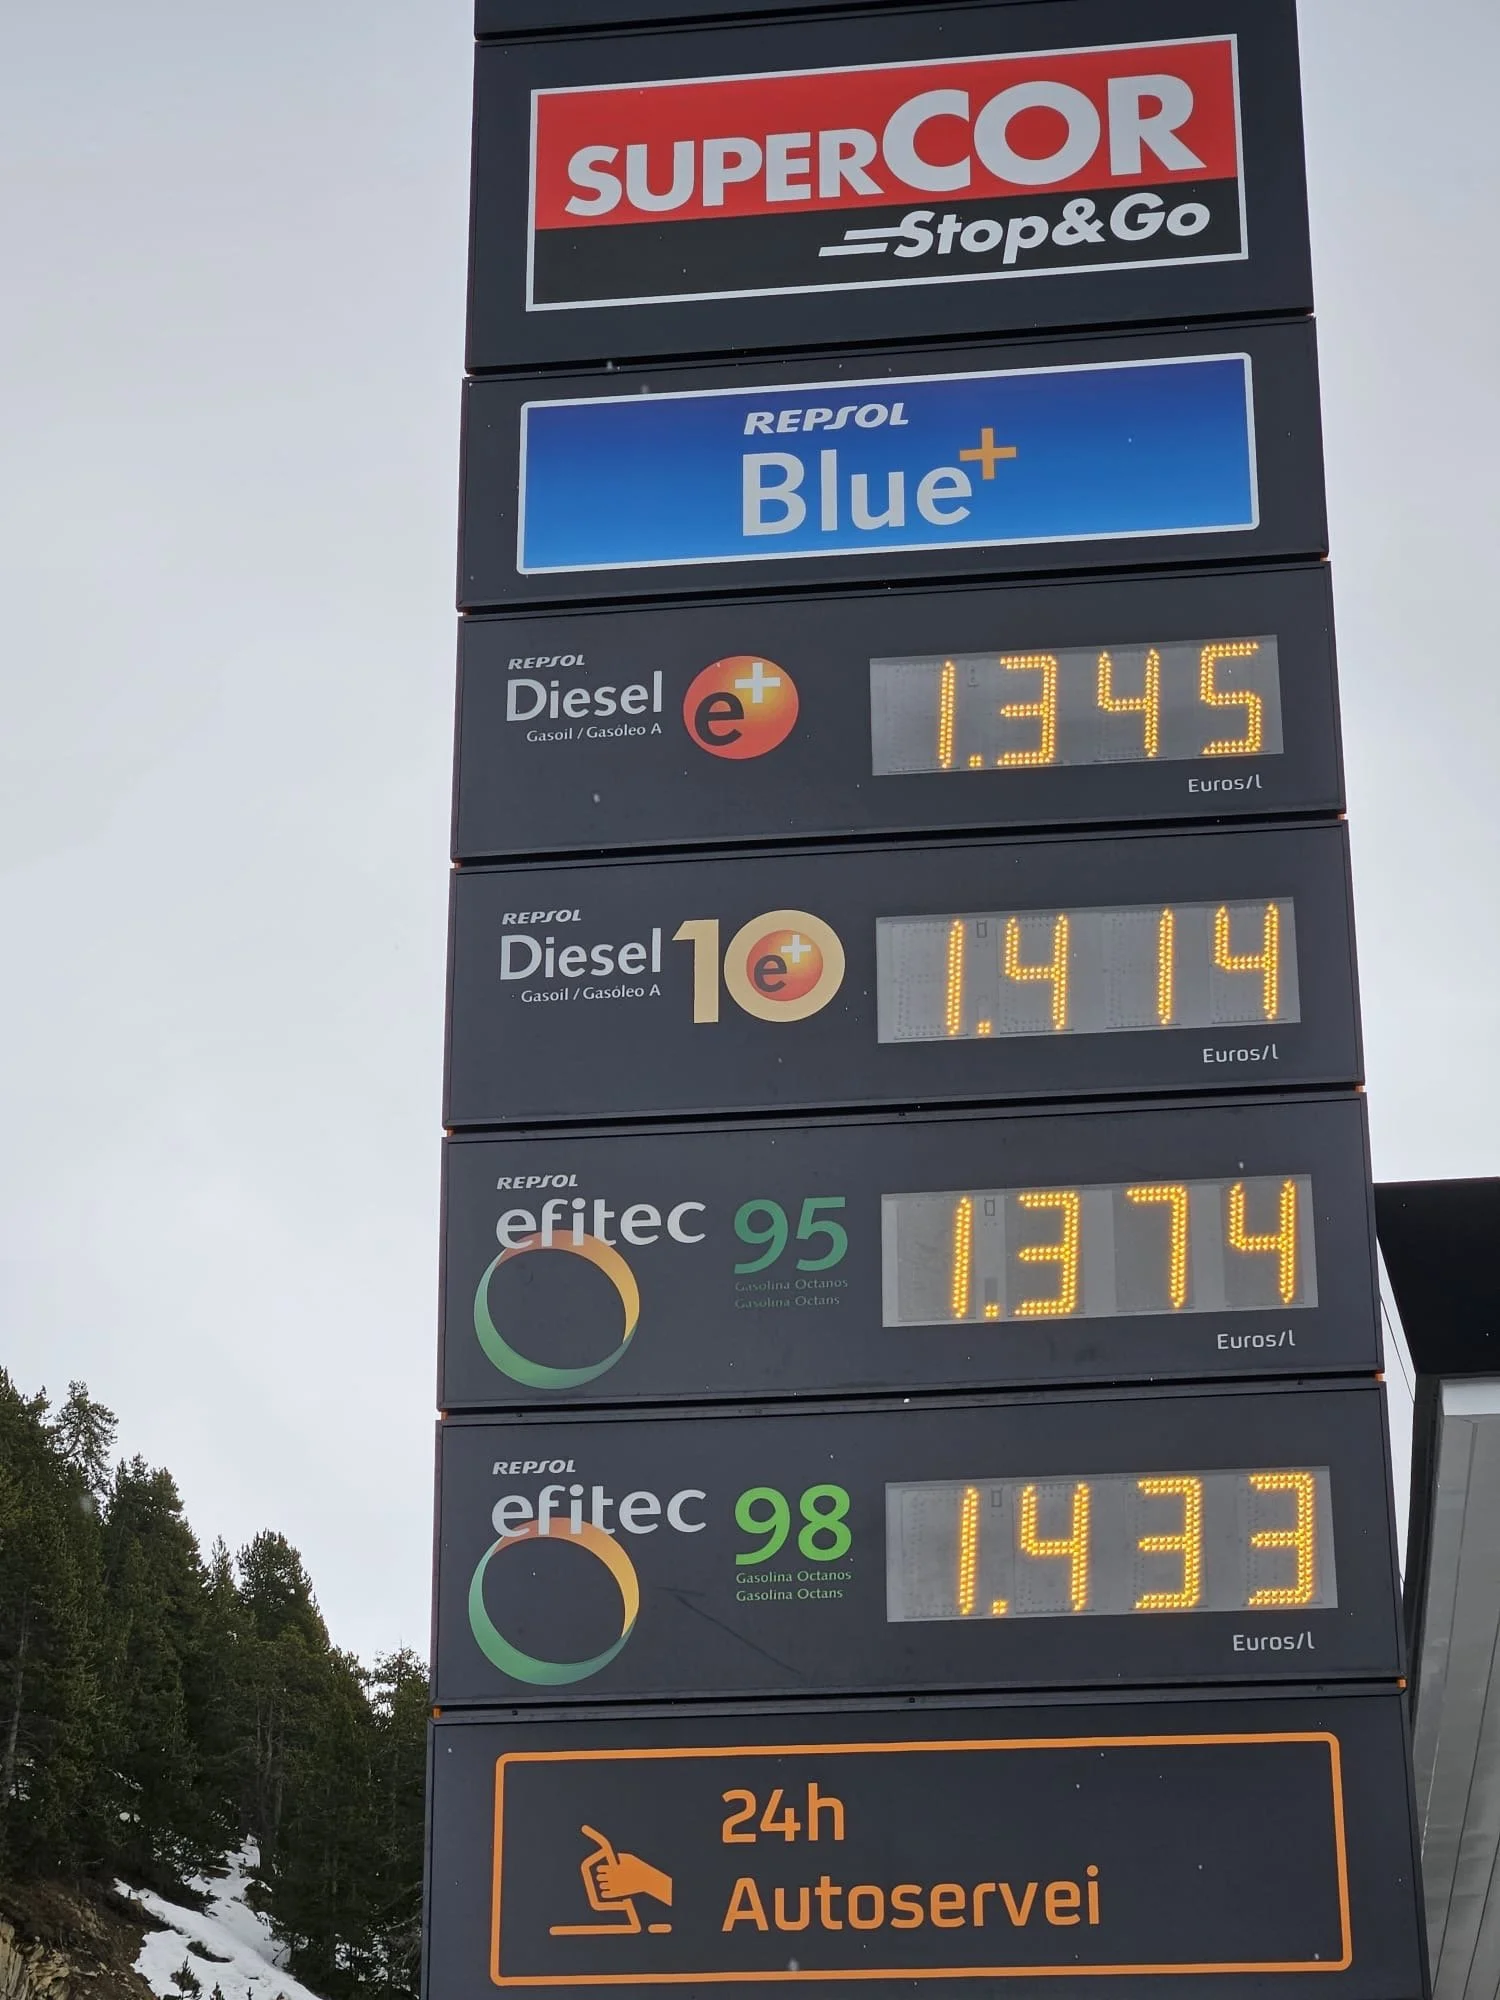 SUPERCOR
Stop&Go
REPSOL
Blue+
REPSOL
Diesel e+
Gasoil / Gasóleo A
1.345
Euros/l
REPSOL
Diesel 10 e+
Gasoil / Gasóleo A
1.414
Euros/l
REPSOL
efitec 95
Gasolina Octanos
Gasolina Octans
1.374
Euros/l
REPSOL
efitec 98
Gasolina Octanos
Gasolina Octans
1.433
Euros/l
24h
Autoservei